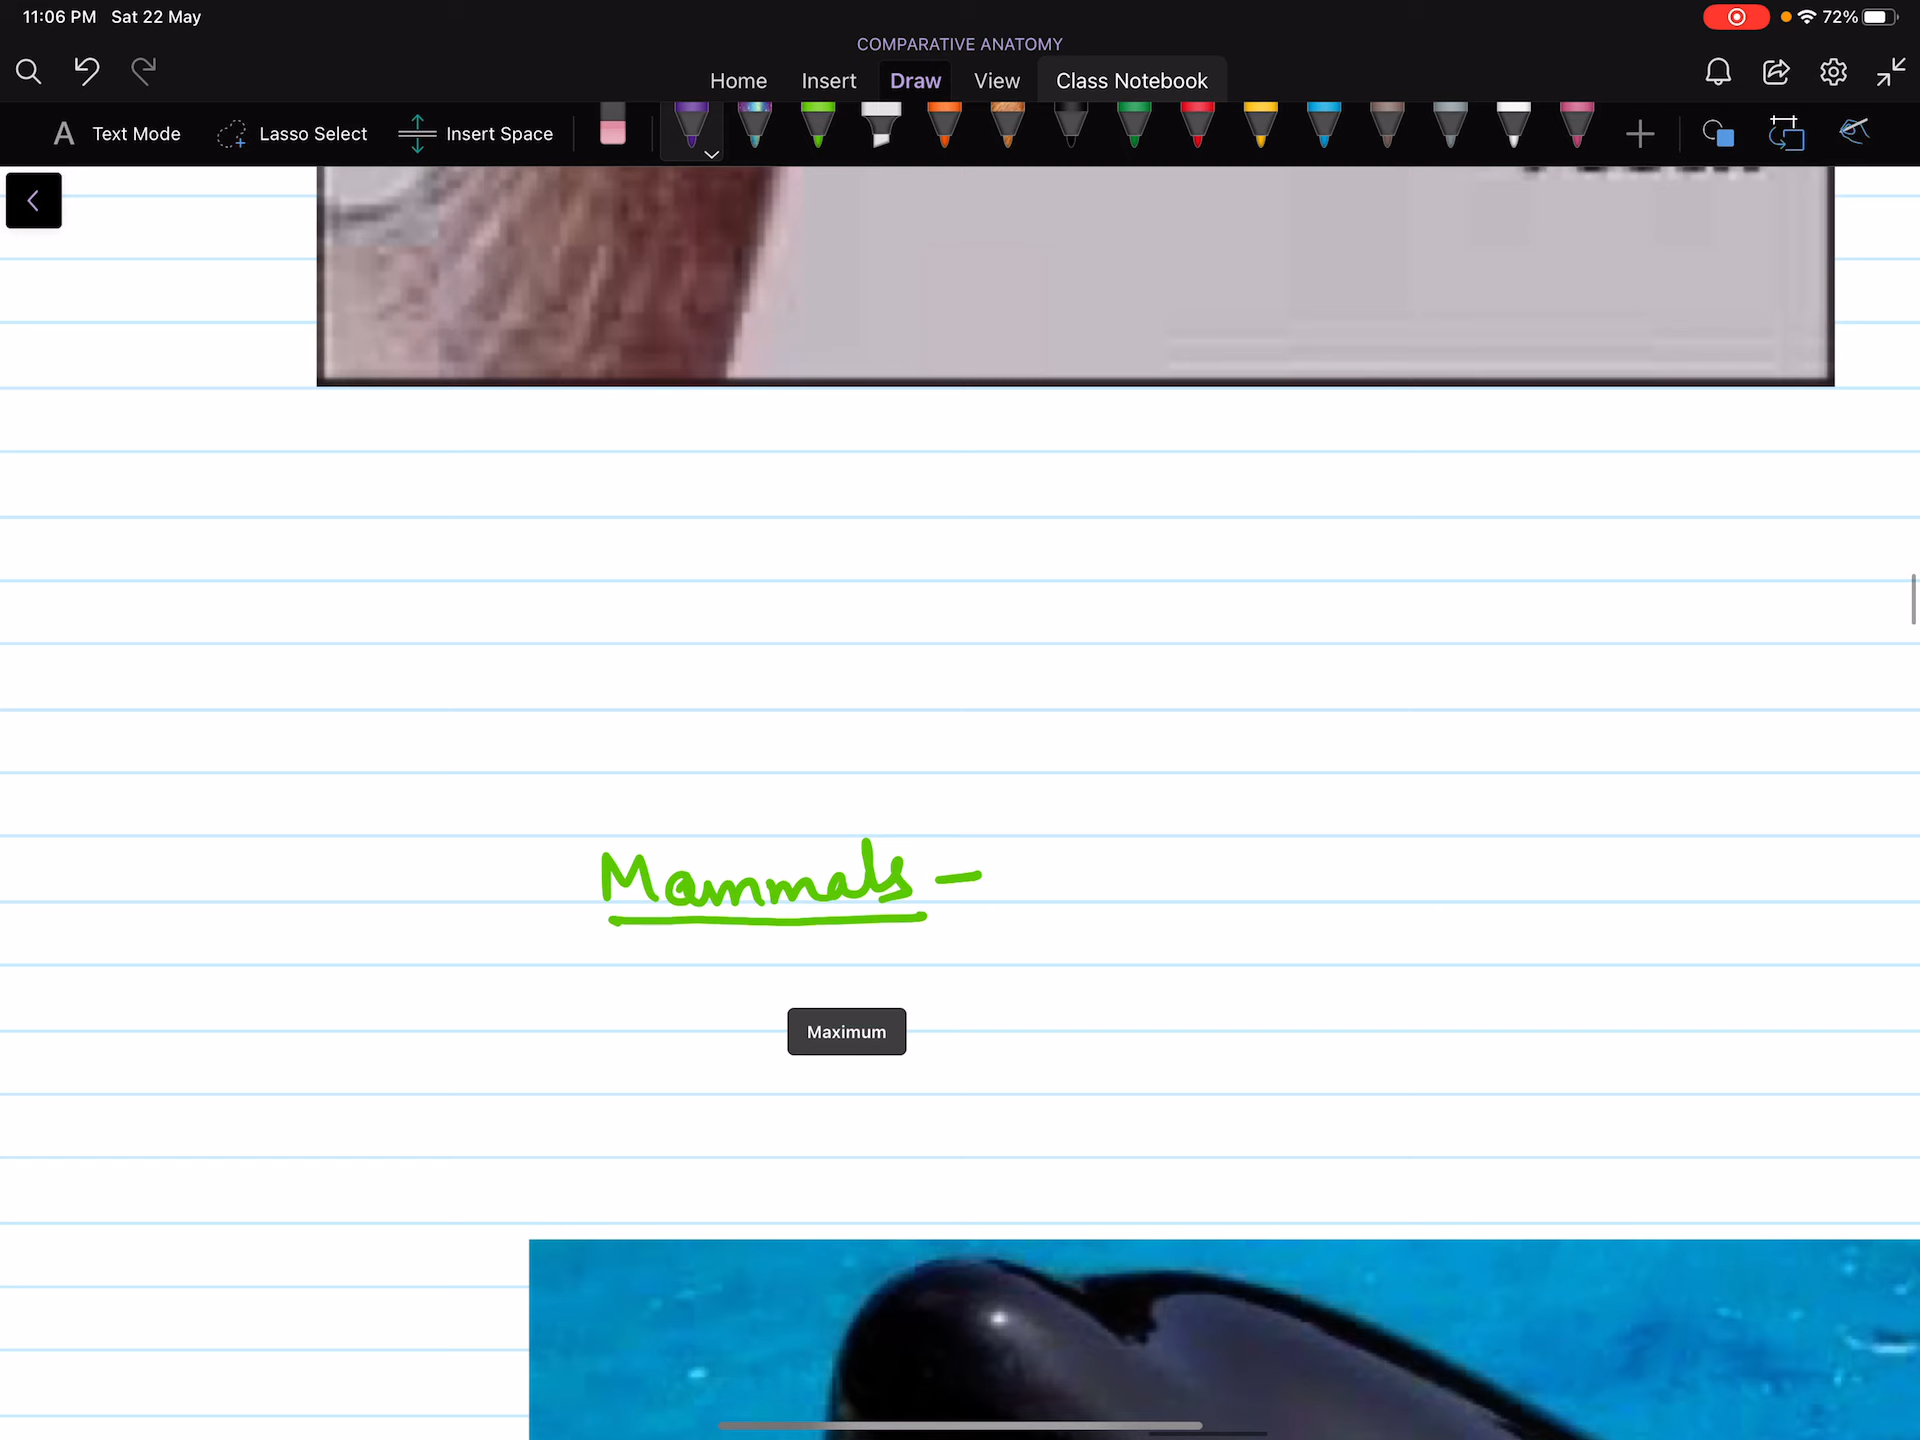 11:06 PM Sat 22 May
72%
COMPARATIVE ANATOMY
Home Insert Draw View Class Notebook
Text Mode Lasso Select Insert Space
Mammals -
Maximum